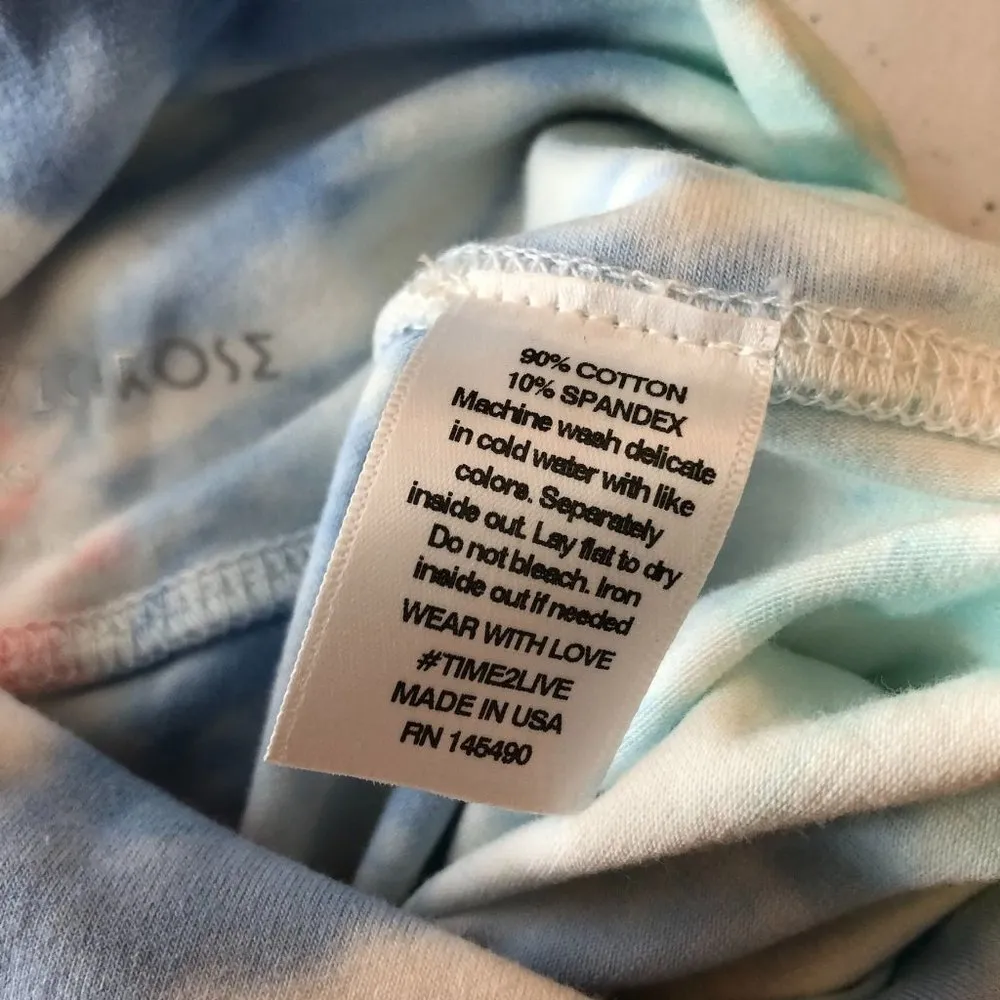 90% COTTON
10% SPANDEX
Machine wash delicate
in cold water with like
colors. Separately
inside out. Lay flat to dry
Do not bleach. Iron
inside out if needed
WEAR WITH LOVE
#TIME2LIVE
MADE IN USA
RN 145490